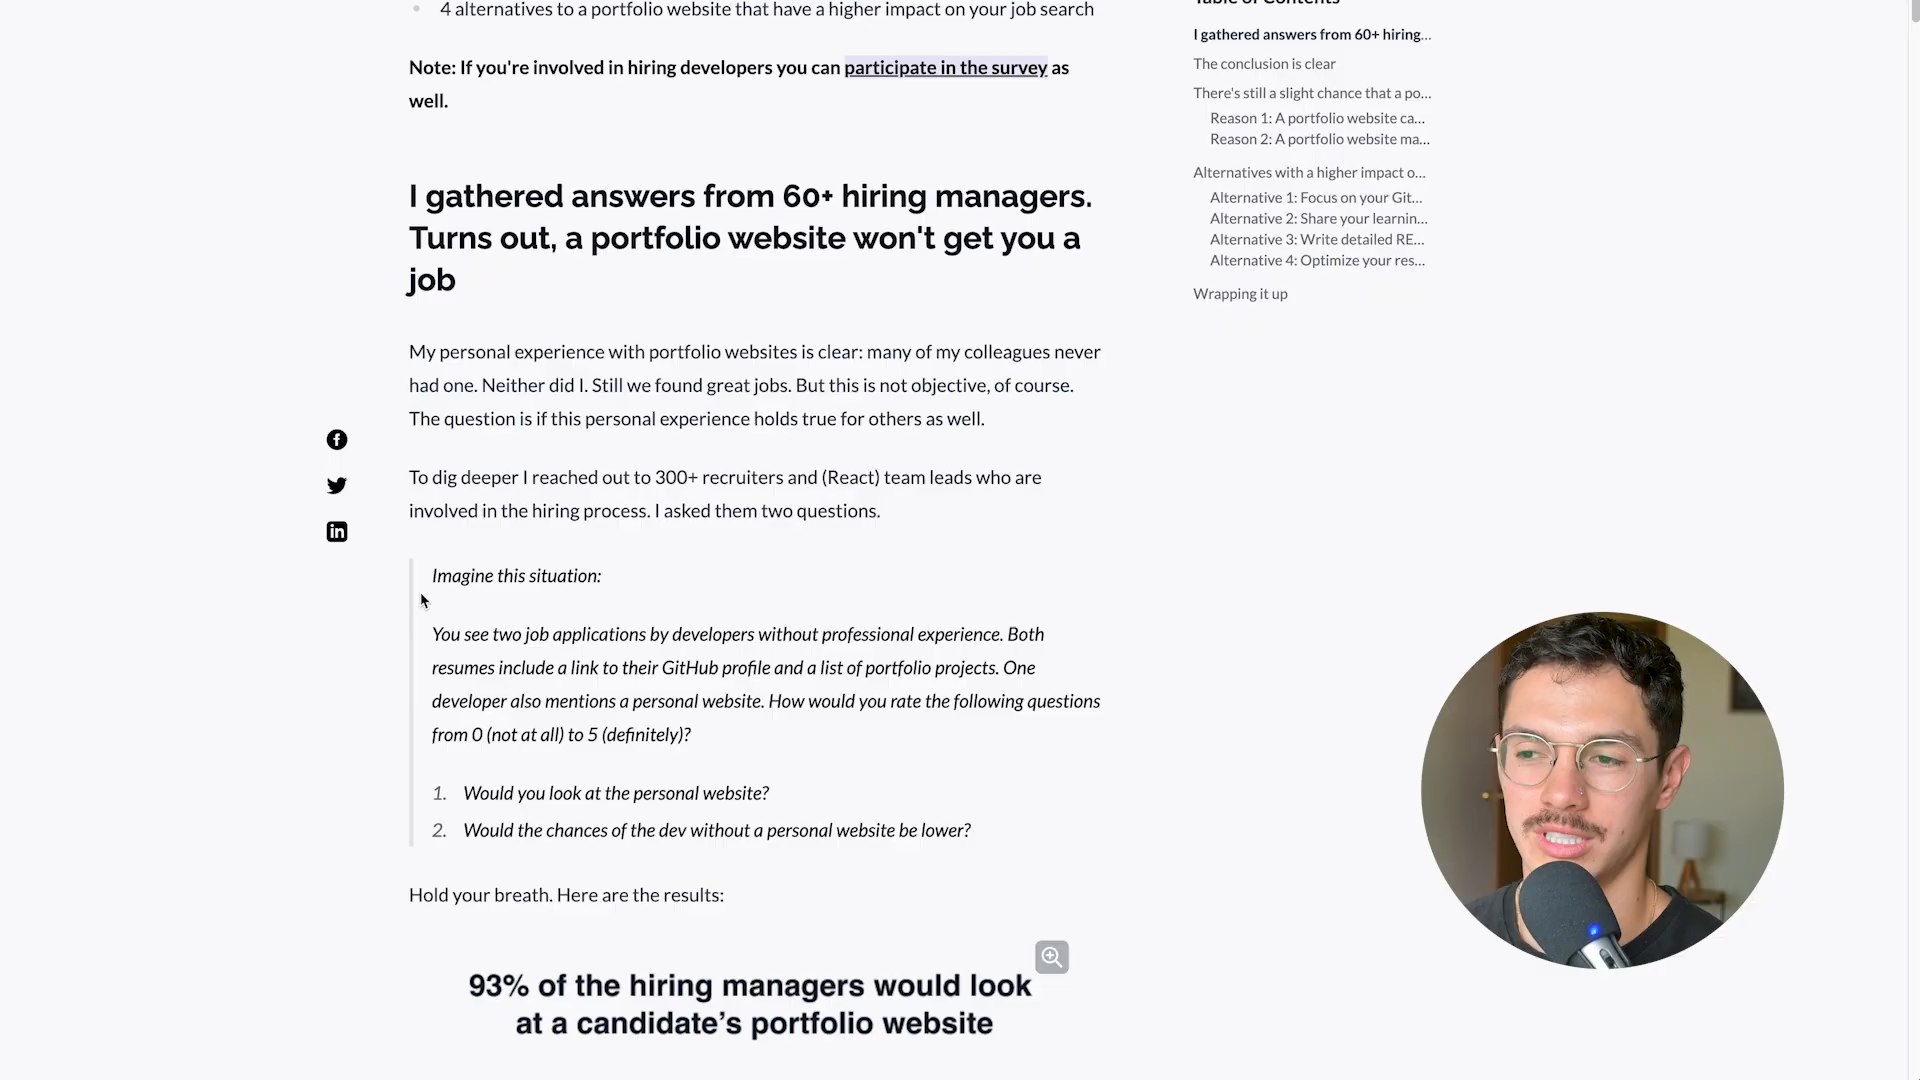 4 alternatives to a portfolio website that have a higher impact on your job search
Note: If you're involved in hiring developers you can participate in the survey as
well.
I gathered answers from 60+ hiring managers.
Turns out, a portfolio website won't get you a
job
My personal experience with portfolio websites is clear: many of my colleagues never
had one. Neither did I. Still we found great jobs. But this is not objective, of course.
The question is if this personal experience holds true for others as well.
To dig deeper I reached out to 300+ recruiters and (React) team leads who are
involved in the hiring process. I asked them two questions.
Imagine this situation:
You see two job applications by developers without professional experience. Both
resumes include a link to their GitHub profile and a list of portfolio projects. One
developer also mentions a personal website. How would you rate the following questions
from 0 (not at all) to 5 (definitely)?
1. Would you look at the personal website?
2. Would the chances of the dev without a personal website be lower?
Hold your breath. Here are the results:
93% of the hiring managers would look
at a candidate's portfolio website
Table of Contents
I gathered answers from 60+ hiring...
The conclusion is clear
There's still a slight chance that a po...
Reason 1: A portfolio website ca...
Reason 2: A portfolio website ma...
Alternatives with a higher impact o...
Alternative 1: Focus on your Git...
Alternative 2: Share your learnin...
Alternative 3: Write detailed RE...
Alternative 4: Optimize your res...
Wrapping it up